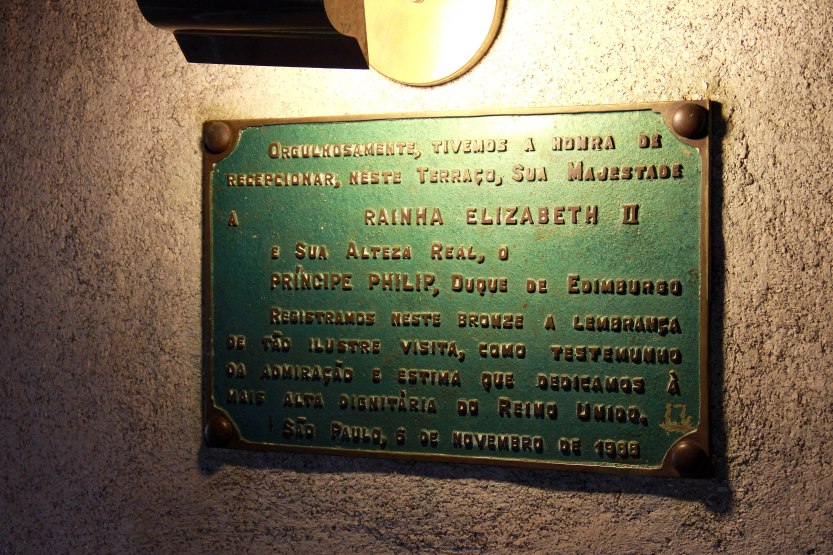 ORGULHOSAMENTE, TIVEMOS A HONRA DE
RECEPCIONAR, NESTE TERRAÇO, SUA MAJESTADE
A RAINHA ELIZABETH II
E SUA ALTEZA REAL, O
PRÍNCIPE PHILIP, DUQUE DE EDIMBURGO
REGISTRAMOS NESTE BRONZE A LEMBRANÇA
DE TÃO ILUSTRE VISITA, COMO TESTEMUNHO
DA ADMIRAÇÃO E ESTIMA QUE DEDICAMOS À
MAIS ALTA DIGNITÁRIA DO REINO UNIDO.
SÃO PAULO, 6 DE NOVEMBRO DE 1968